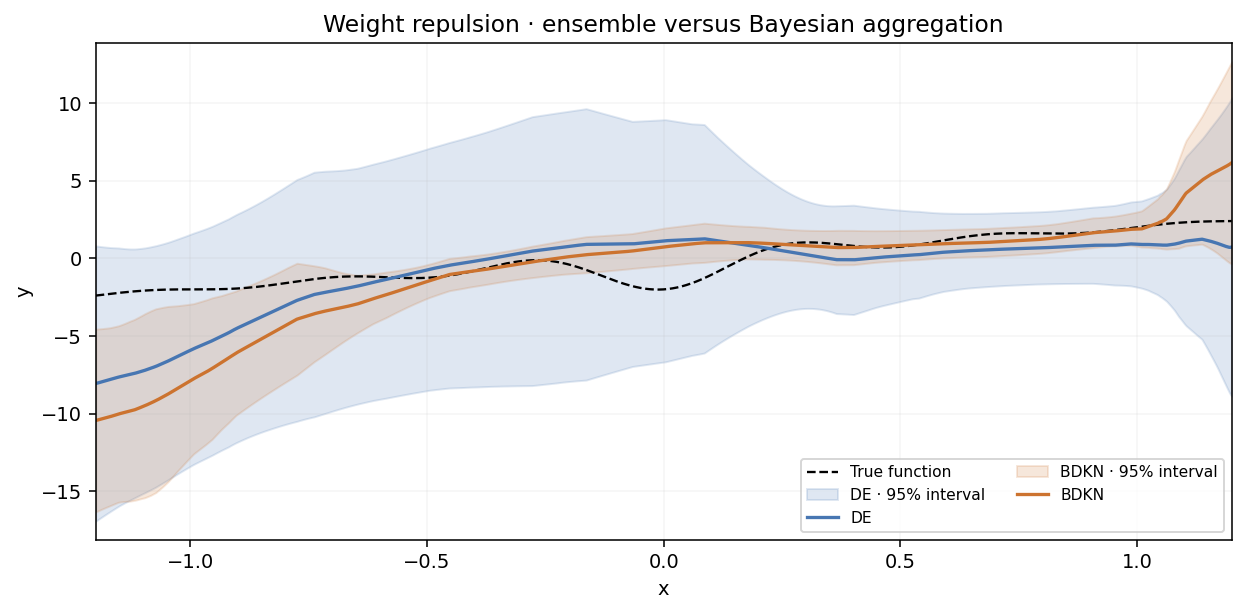 Weight repulsion · ensemble versus Bayesian aggregation
y
10
5
0
−5
−10
−15
−1.0
−0.5
0.0
0.5
1.0
x
True function
DE · 95% interval
DE
BDKN · 95% interval
BDKN